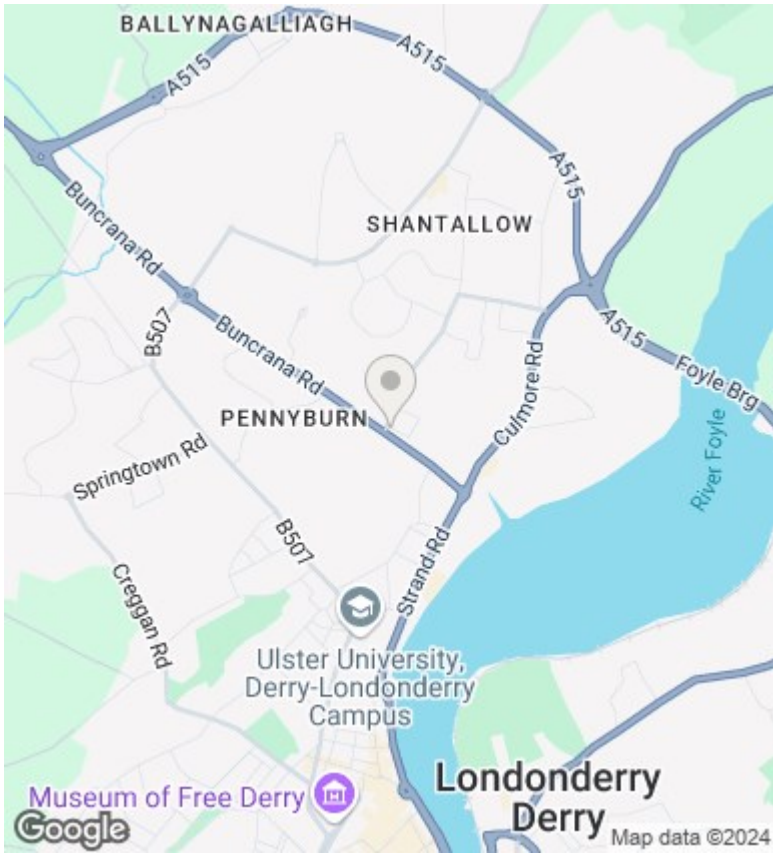 BALLYNAGALLIAGH
A515
A515
A515
Buncrana Rd
SHANTALLOW
B507
Buncrana Rd
A515
Foyle Brg
Culmore Rd
PENNYBURN
River Foyle
Springtown Rd
B507
Strand Rd
Creggan Rd
Ulster University,
Derry-Londonderry
Campus
Museum of Free Derry
Londonderry
Derry
Google
Map data ©2024